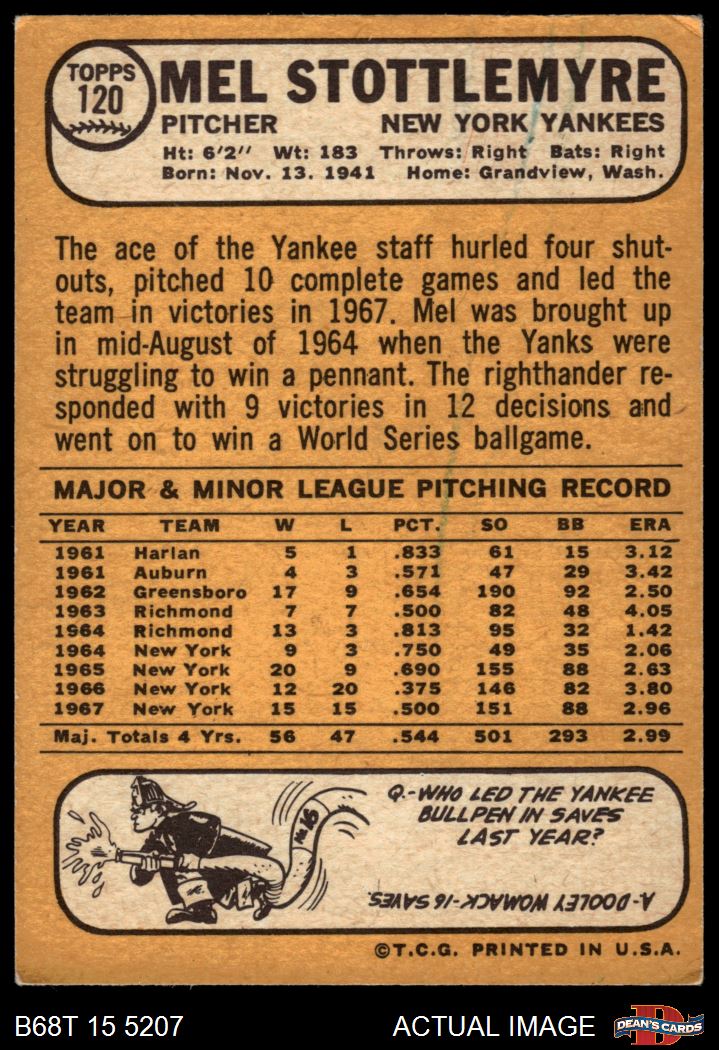 TOPPS
120
MEL STOTTLEMYRE
PITCHER NEW YORK YANKEES
Ht: 6'2" Wt: 183 Throws: Right Bats: Right
Born: Nov. 13. 1941 Home: Grandview, Wash.
The ace of the Yankee staff hurled four shut-
outs, pitched 10 complete games and led the
team in victories in 1967. Mel was brought up
in mid-August of 1964 when the Yanks were
struggling to win a pennant. The righthander re-
sponded with 9 victories in 12 decisions and
went on to win a World Series ballgame.
MAJOR & MINOR LEAGUE PITCHING RECORD
YEAR TEAM W L PCT. SO BB ERA
1961 Harlan 5 1 .833 61 15 3.12
1961 Auburn 4 3 .571 47 29 3.42
1962 Greensboro 17 9 .654 190 92 2.50
1963 Richmond 7 7 .500 82 48 4.05
1964 Richmond 13 3 .813 95 32 1.42
1964 New York 9 3 .750 49 35 2.06
1965 New York 20 9 .690 155 88 2.63
1966 New York 12 20 .375 146 82 3.80
1967 New York 15 15 .500 151 88 2.96
Maj. Totals 4 Yrs. 56 47 .544 501 293 2.99
No. 16
Q.-WHO LED THE YANKEE
BULLPEN IN SAVES
LAST YEAR?
A-DOOLEY WOMACK-16 SAVES.
©T.C.G. PRINTED IN U.S.A.
B68T 15 5207 ACTUAL IMAGE
D
DEAN'S CARDS